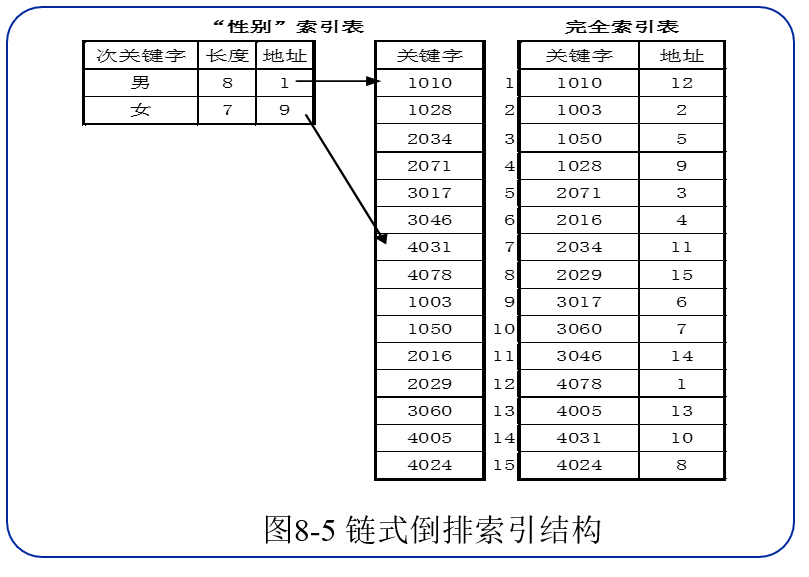 “性别”索引表 完全索引表
次关键字 长度 地址 关键字 关键字 地址
男 8 1 1010 1 1010 12
女 7 9 1028 2 1003 2
2034 3 1050 5
2071 4 1028 9
3017 5 2071 3
3046 6 2016 4
4031 7 2034 11
4078 8 2029 15
1003 9 3017 6
1050 10 3060 7
2016 11 3046 14
2029 12 4078 1
3060 13 4005 13
4005 14 4031 10
4024 15 4024 8
图8-5 链式倒排索引结构